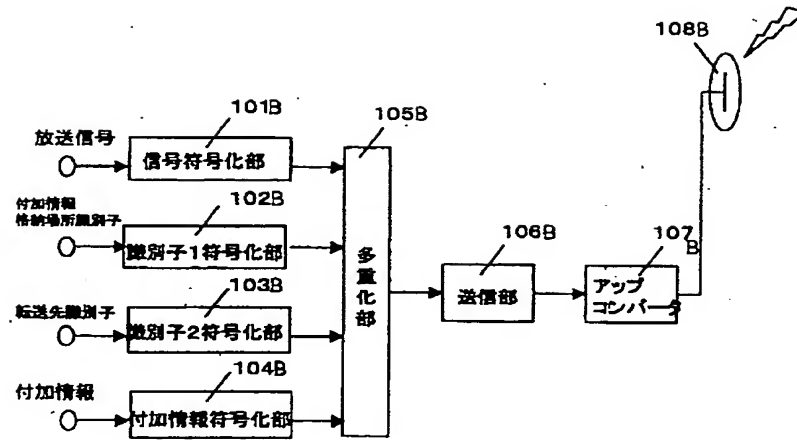 108B
101B
105B
放送信号
信号符号化部
付加情報
格納場所識別子
102B
識別子1符号化部
106B
107
B
多重化部
送信部
アップ
コンバータ
103B
転送先識別子
識別子2符号化部
104B
付加情報
付加情報符号化部